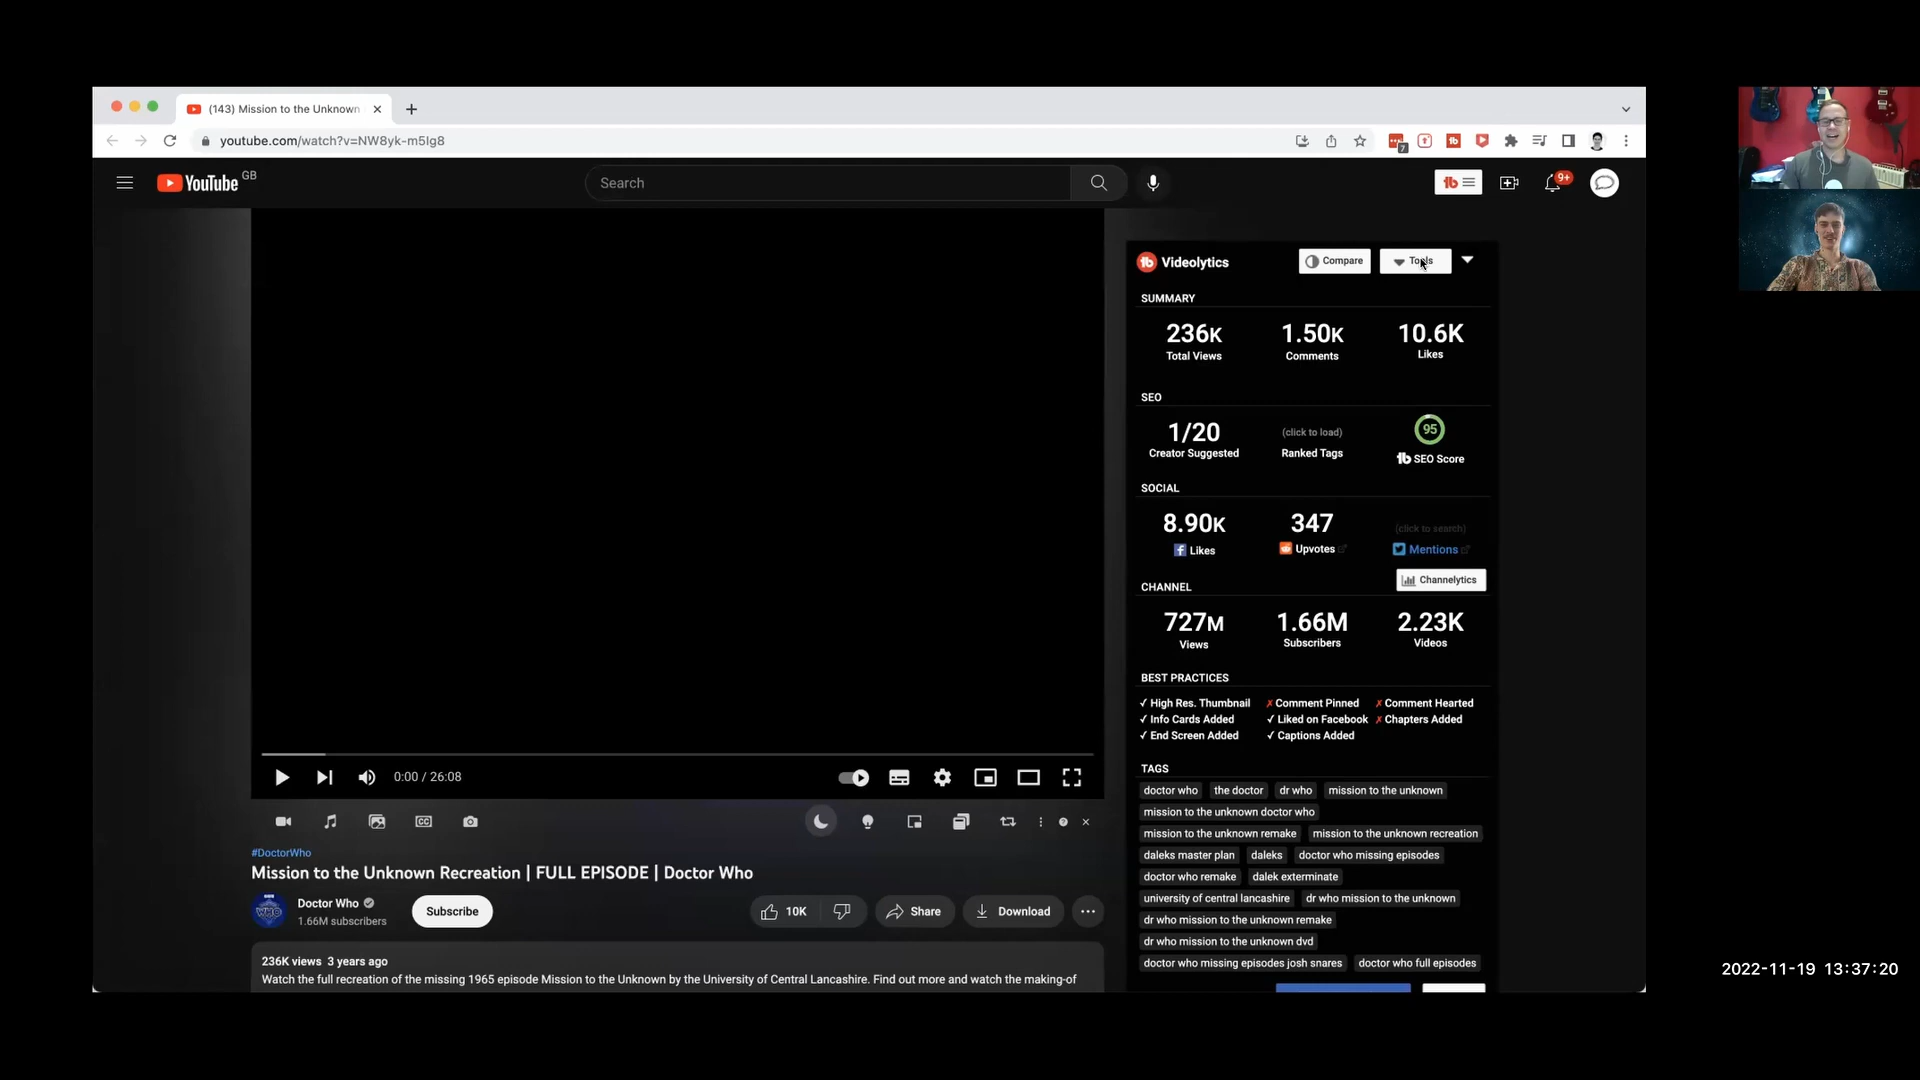 (143) Mission to the Unknown
youtube.com/watch?v=NW8yk-m5Ig8
7
YouTube GB
Search
9+
Videolytics
Compare
Tools
SUMMARY
236K 1.50K 10.6K
Total Views Comments Likes
SEO
1/20 (click to load) 95
Creator Suggested Ranked Tags SEO Score
SOCIAL
8.90K 347 (click to search)
Likes Upvotes Mentions
CHANNEL
Channelytics
727M 1.66M 2.23K
Views Subscribers Videos
BEST PRACTICES
✓ High Res. Thumbnail ✗ Comment Pinned ✗ Comment Hearted
✓ Info Cards Added ✓ Liked on Facebook ✗ Chapters Added
✓ End Screen Added ✓ Captions Added
TAGS
doctor who the doctor dr who mission to the unknown
mission to the unknown doctor who
mission to the unknown remake mission to the unknown recreation
daleks master plan daleks doctor who missing episodes
doctor who remake dalek exterminate
university of central lancashire dr who mission to the unknown
dr who mission to the unknown remake
dr who mission to the unknown dvd
doctor who missing episodes josh snares doctor who full episodes
0:00 / 26:08
CC
#DoctorWho
Mission to the Unknown Recreation | FULL EPISODE | Doctor Who
WHO
Doctor Who
1.66M subscribers
Subscribe
10K
Share
Download
236K views 3 years ago
Watch the full recreation of the missing 1965 episode Mission to the Unknown by the University of Central Lancashire. Find out more and watch the making-of
2022-11-19 13:37:20